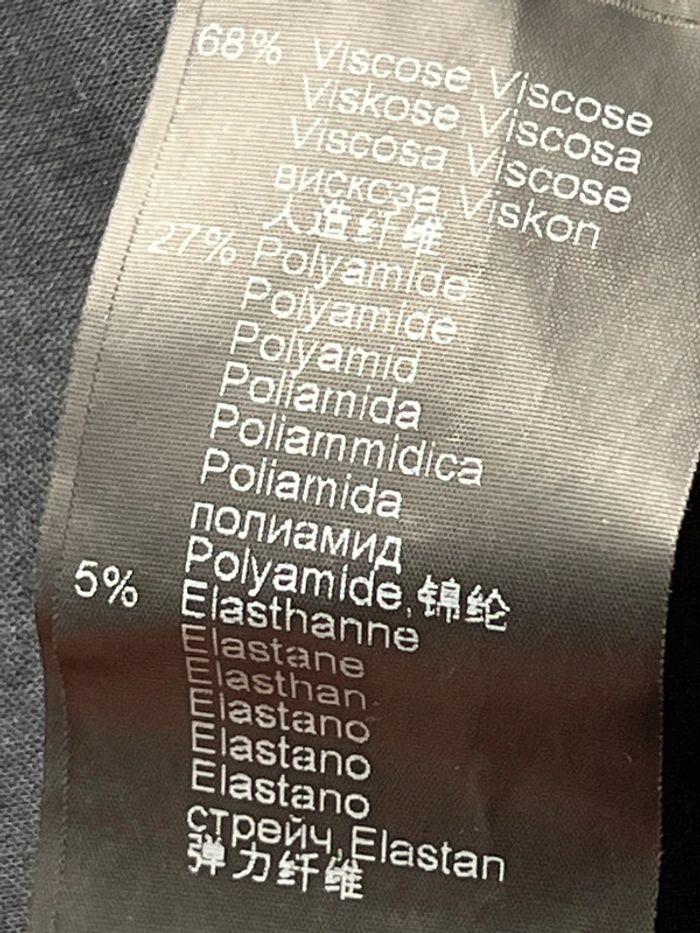 68% Viscose, Viscose
Viskose, Viscosa
Viscosa, Viscose
вискоза, Viskon
人造纤维
27% Polyamide
Polyamide
Polyamid
Poliamida
Poliammidica
Poliamida
полиамид
Polyamide, 锦纶
5% Elasthanne
Elastane
Elasthan
Elastano
Elastano
Elastano
стрейч, Elastan
弹力纤维